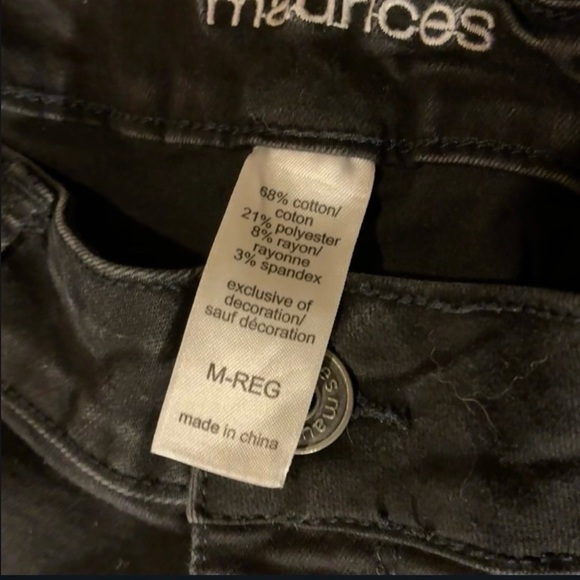 maurices
68% cotton/
coton
21% polyester
8% rayon/
rayonne
3% spandex
exclusive of
decoration/
sauf décoration
M-REG
made in china